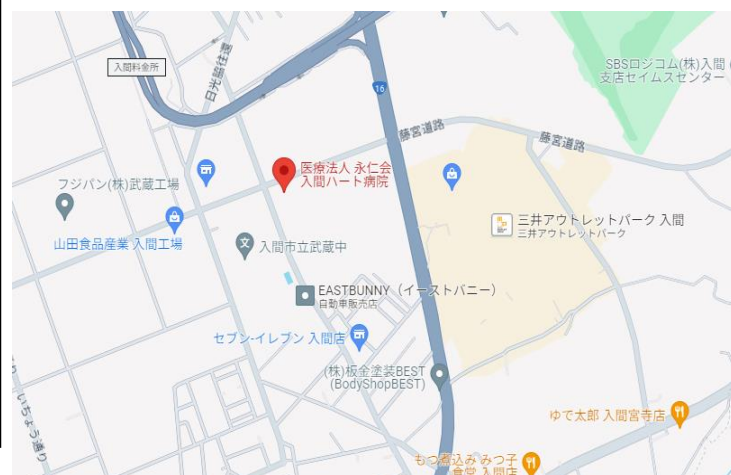 入間料金所
日光脇往還
16
SBSロジコム(株)入間
支店セイムスセンター
藤宮道路
藤宮道路
医療法人 永仁会
入間ハート病院
フジパン(株)武蔵工場
山田食品産業 入間工場
三井アウトレットパーク 入間
三井アウトレットパーク
文
入間市立武蔵中
EASTBUNNY（イーストバニー）
自動車販売店
セブン-イレブン 入間店
(株)板金塗装BEST
(BodyShopBEST)
いちょう通り
ゆで太郎 入間宮寺店
もつ煮込み みつ子
食堂 入間店